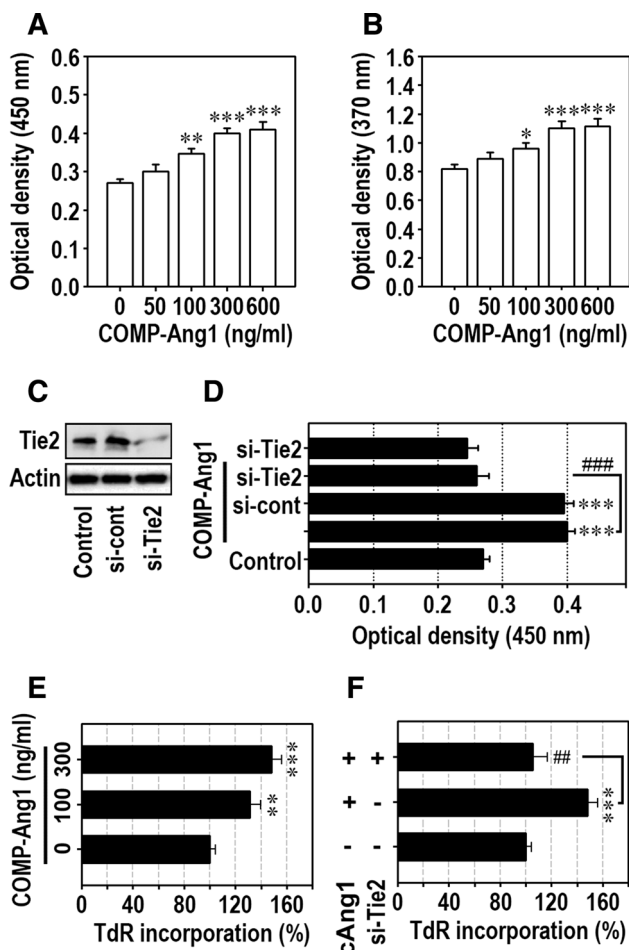 A
Optical density (450 nm)
0.6
0.5
0.4
0.3
0.2
0.1
0.0
** *** ***
0 50 100 300 600
COMP-Ang1 (ng/ml)
B
Optical density (370 nm)
1.6
1.4
1.2
1.0
0.8
0.6
0.4
0.2
0.0
* *** ***
0 50 100 300 600
COMP-Ang1 (ng/ml)
C
Tie2
Actin
Control si-cont si-Tie2
D
COMP-Ang1
si-Tie2
si-Tie2 ###
si-cont ***
- ***
Control
0.0 0.1 0.2 0.3 0.4
Optical density (450 nm)
E
COMP-Ang1 (ng/ml)
300 ***
100 **
0
0 40 80 120 160
TdR incorporation (%)
F
+ + ##
+ - ***
- -
cAng1
si-Tie2
0 40 80 120 160
TdR incorporation (%)